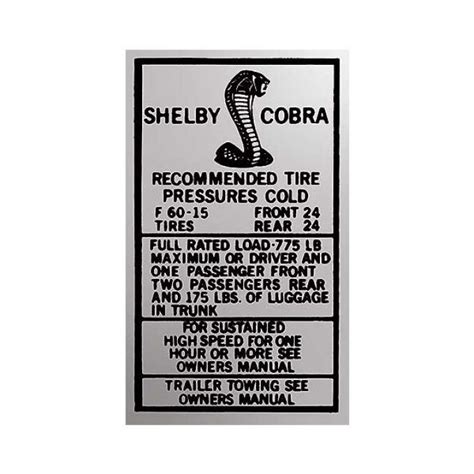 SHELBY COBRA
RECOMMENDED TIRE
PRESSURES COLD
F 60-15 FRONT 24
TIRES REAR 24
FULL RATED LOAD-775 LB
MAXIMUM OR DRIVER AND
ONE PASSENGER FRONT
TWO PASSENGERS REAR
AND 175 LBS. OF LUGGAGE
IN TRUNK
FOR SUSTAINED
HIGH SPEED FOR ONE
HOUR OR MORE SEE
OWNERS MANUAL
TRAILER TOWING SEE
OWNERS MANUAL